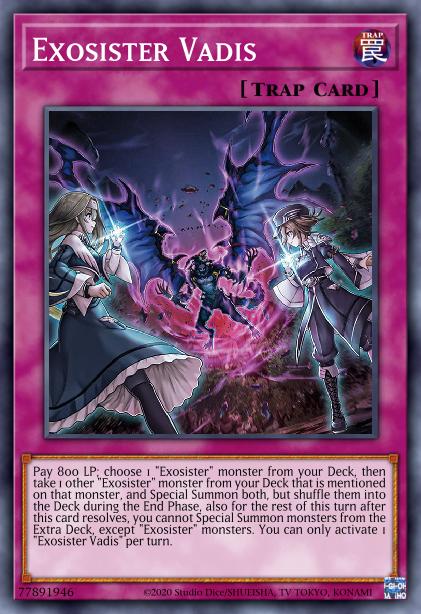 Exosister Vadis
TRAP
罠
[Trap Card]
Pay 800 LP; choose 1 "Exosister" monster from your Deck, then
take 1 other "Exosister" monster from your Deck that is mentioned
on that monster, and Special Summon both, but shuffle them into
the Deck during the End Phase, also for the rest of this turn after
this card resolves, you cannot Special Summon monsters from the
Extra Deck, except "Exosister" monsters. You can only activate 1
"Exosister Vadis" per turn.
77891946
©2020 Studio Dice/SHUEISHA, TV TOKYO, KONAMI